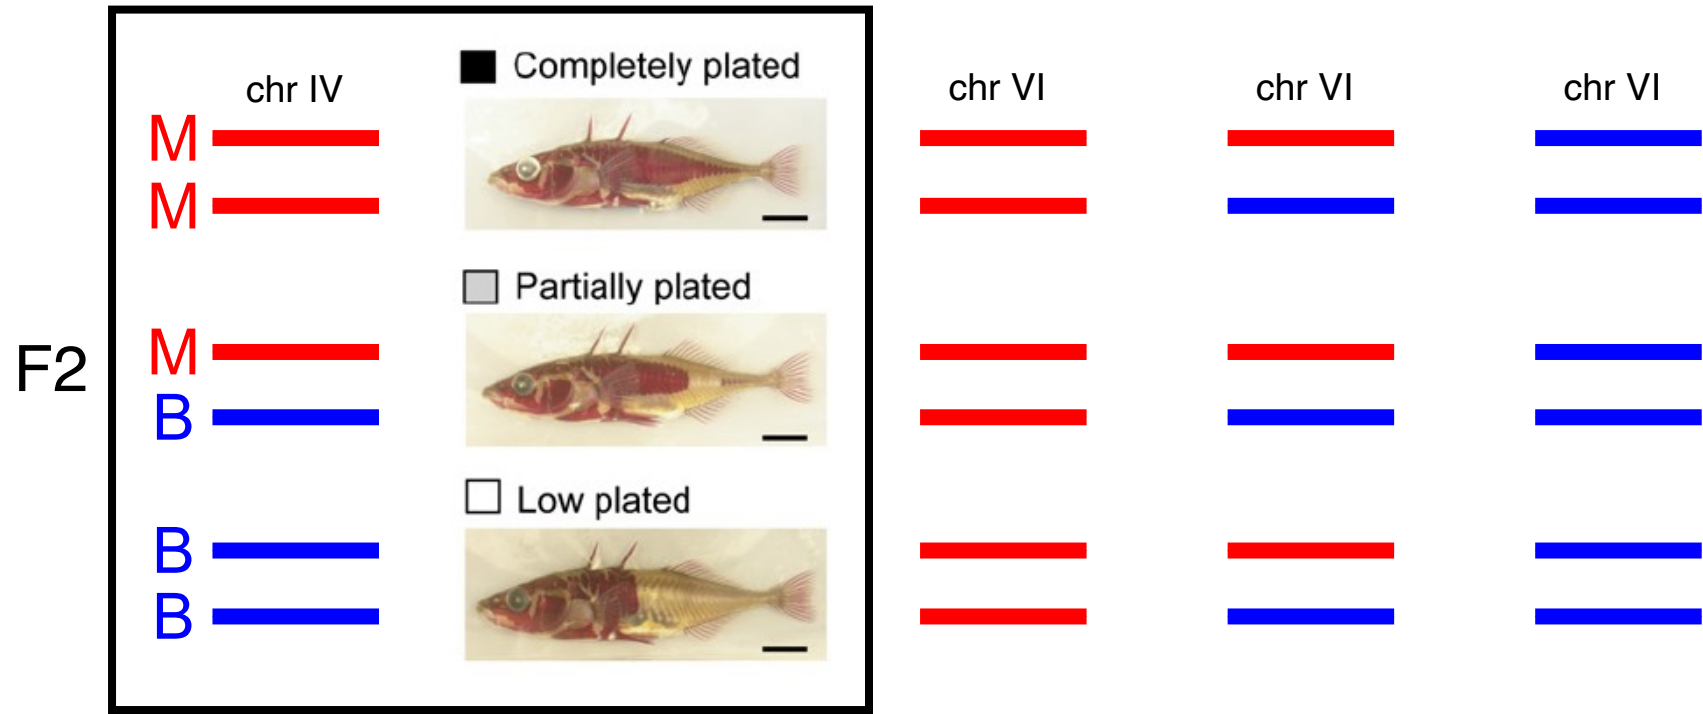 chr IV
Completely plated
chr VI
chr VI
chr VI
M
M
Partially plated
F2
M
B
Low plated
B
B